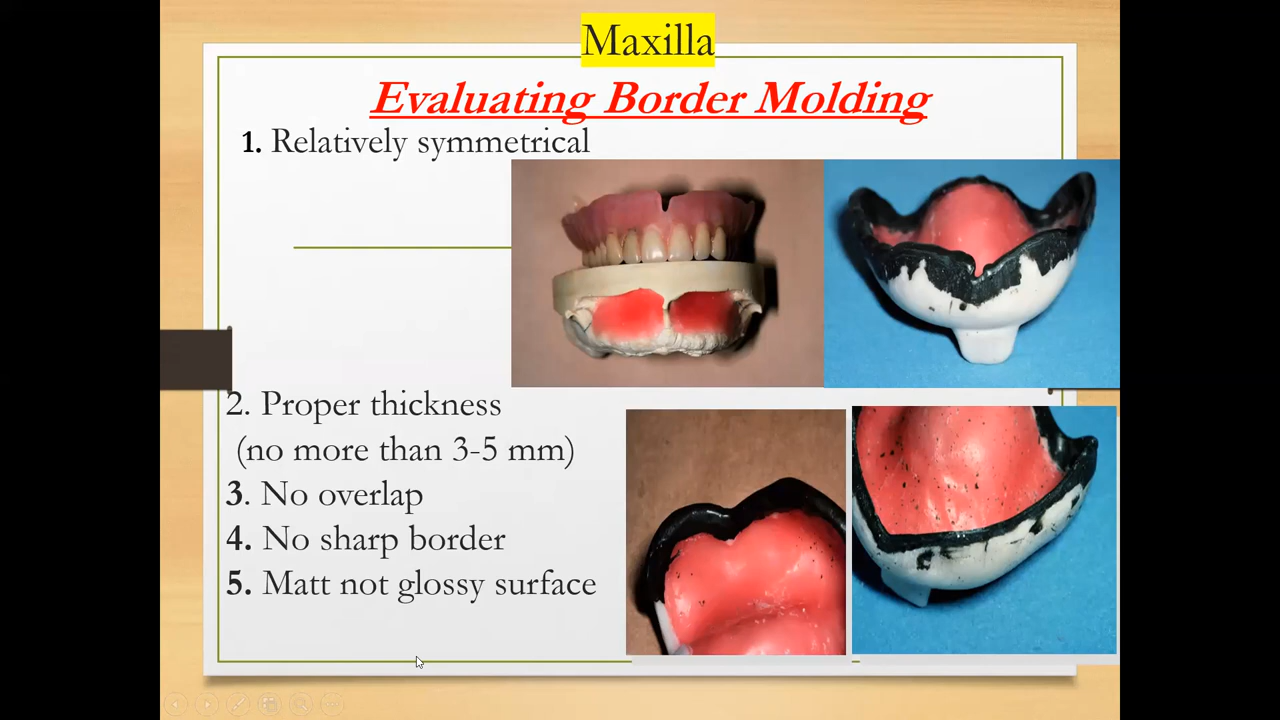 Maxilla
Evaluating Border Molding
1. Relatively symmetrical
2. Proper thickness
(no more than 3-5 mm)
3. No overlap
4. No sharp border
5. Matt not glossy surface